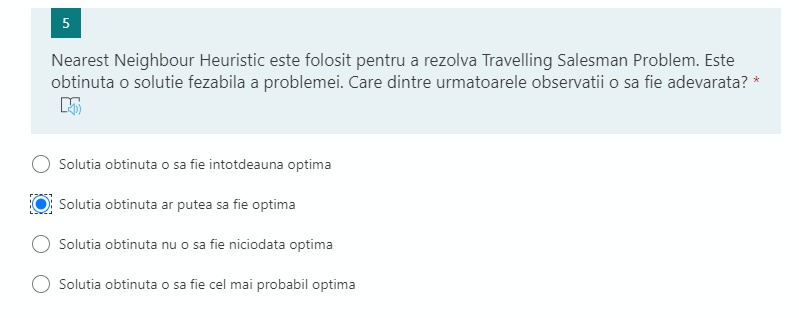 5
Nearest Neighbour Heuristic este folosit pentru a rezolva Travelling Salesman Problem. Este
obtinuta o solutie fezabila a problemei. Care dintre urmatoarele observatii o sa fie adevarata? *
Solutia obtinuta o sa fie intotdeauna optima
Solutia obtinuta ar putea sa fie optima
Solutia obtinuta nu o sa fie niciodata optima
Solutia obtinuta o sa fie cel mai probabil optima